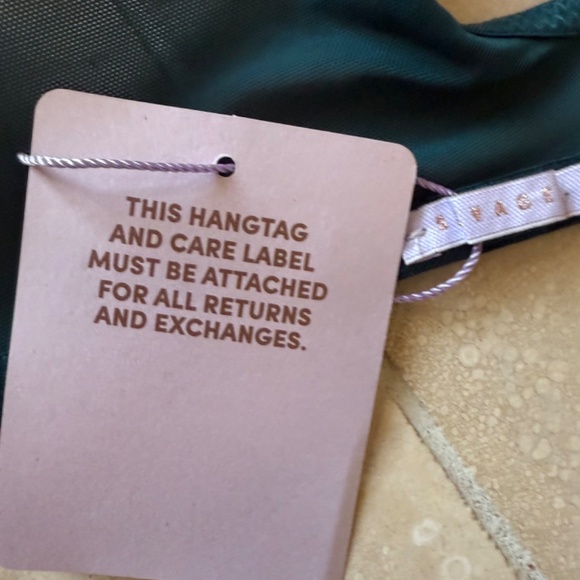 THIS HANGTAG
AND CARE LABEL
MUST BE ATTACHED
FOR ALL RETURNS
AND EXCHANGES.